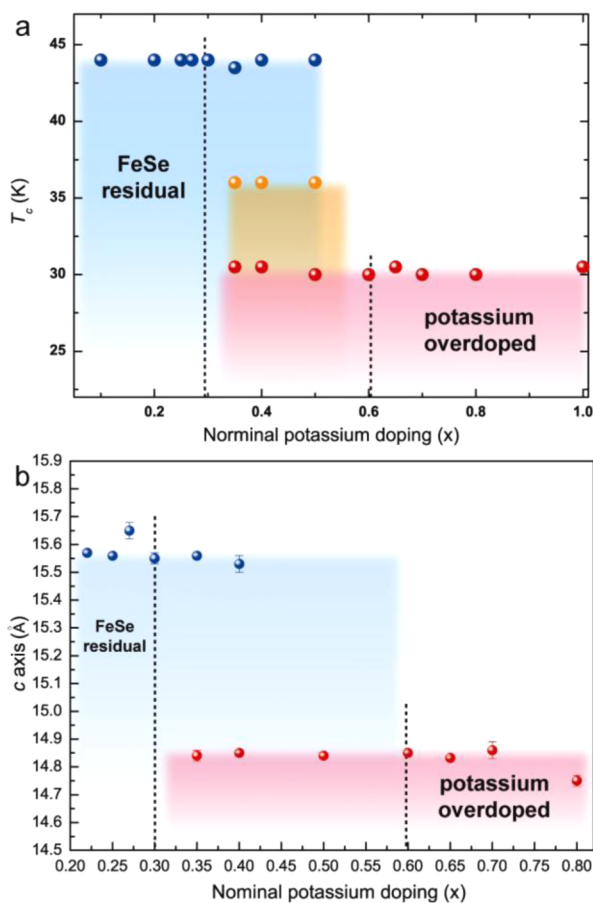 a
45
40
35
30
25
T_c (K)
FeSe
residual
potassium
overdoped
0.2
0.4
0.6
0.8
1.0
Norminal potassium doping (x)
b
15.9
15.8
15.7
15.6
15.5
15.4
15.3
15.2
15.1
15.0
14.9
14.8
14.7
14.6
14.5
c axis(Å)
FeSe
residual
potassium
overdoped
0.20 0.25 0.30 0.35 0.40 0.45 0.50 0.55 0.60 0.65 0.70 0.75 0.80
Nominal potassium doping (x)